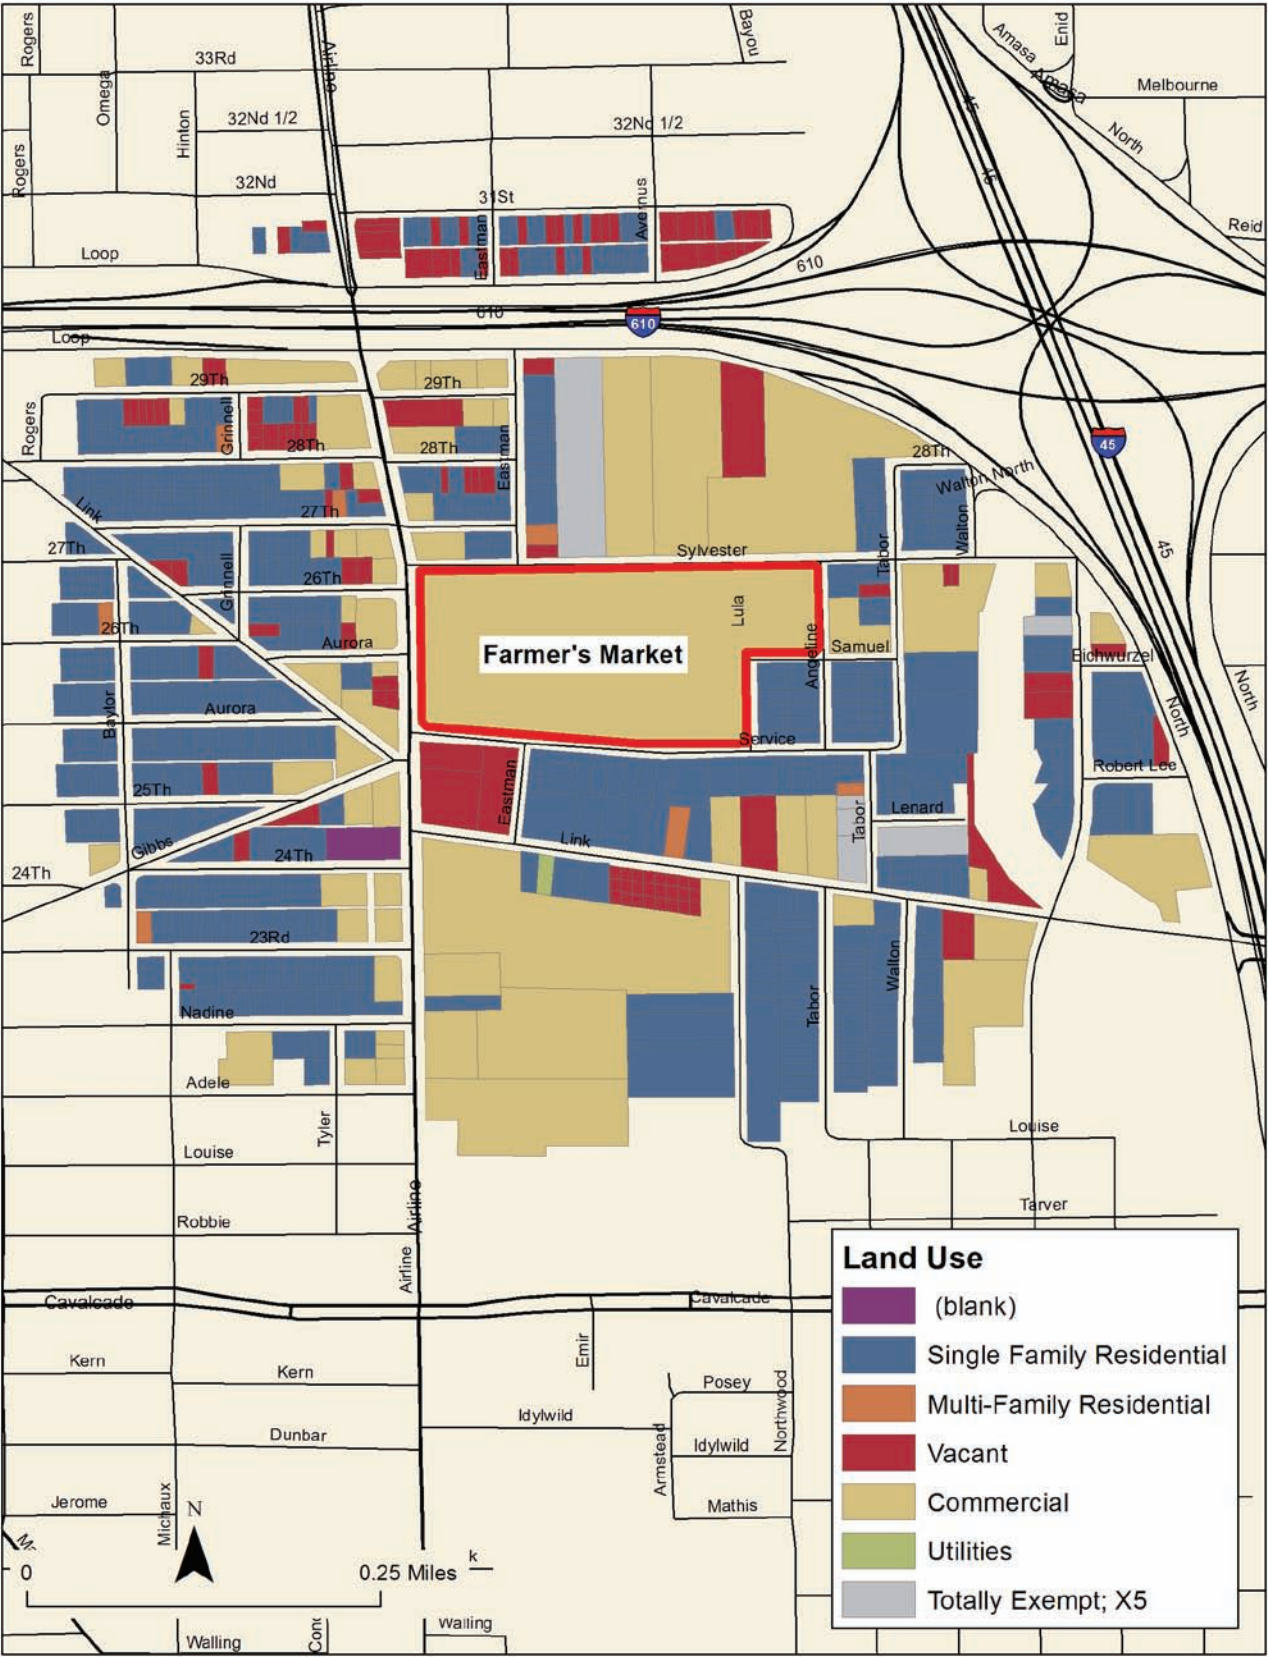 Rogers
Airline
Bayou
Enid
Amasa
33Rd
Amasa
Omega
Melbourne
45
Hinton
32Nd 1/2
32Nd 1/2
North
Rogers
45
32Nd
31St
Avernus
Reid
Eastman
Loop
610
610
610
Loop
29Th
29Th
Rogers
Grinnell
28Th
28Th
Eastman
45
28Th
Walton North
Link
27Th
Walton
27Th
Sylvester
Tabor
45
Grinnell
26Th
Lula
26Th
Aurora
Farmer's Market
Angeline
Samuel
Eichwurzel
Baylor
Aurora
North
North
Service
25Th
Eastman
Robert Lee
Gibbs
24Th
Link
Tabor
Lenard
24Th
23Rd
Walton
Nadine
Tabor
Adele
Tyler
Louise
Louise
Robbie
Airline
Tarver
Airline
Cavalcade
Cavalcade
Kern
Kern
Emir
Posey
Northwood
Idylwild
Dunbar
Armstead
Idylwild
Jerome
Michaux
Mathis
N
0
0.25 Miles
k
Walling
Walling
Land Use
(blank)
Single Family Residential
Multi-Family Residential
Vacant
Commercial
Utilities
Totally Exempt; X5